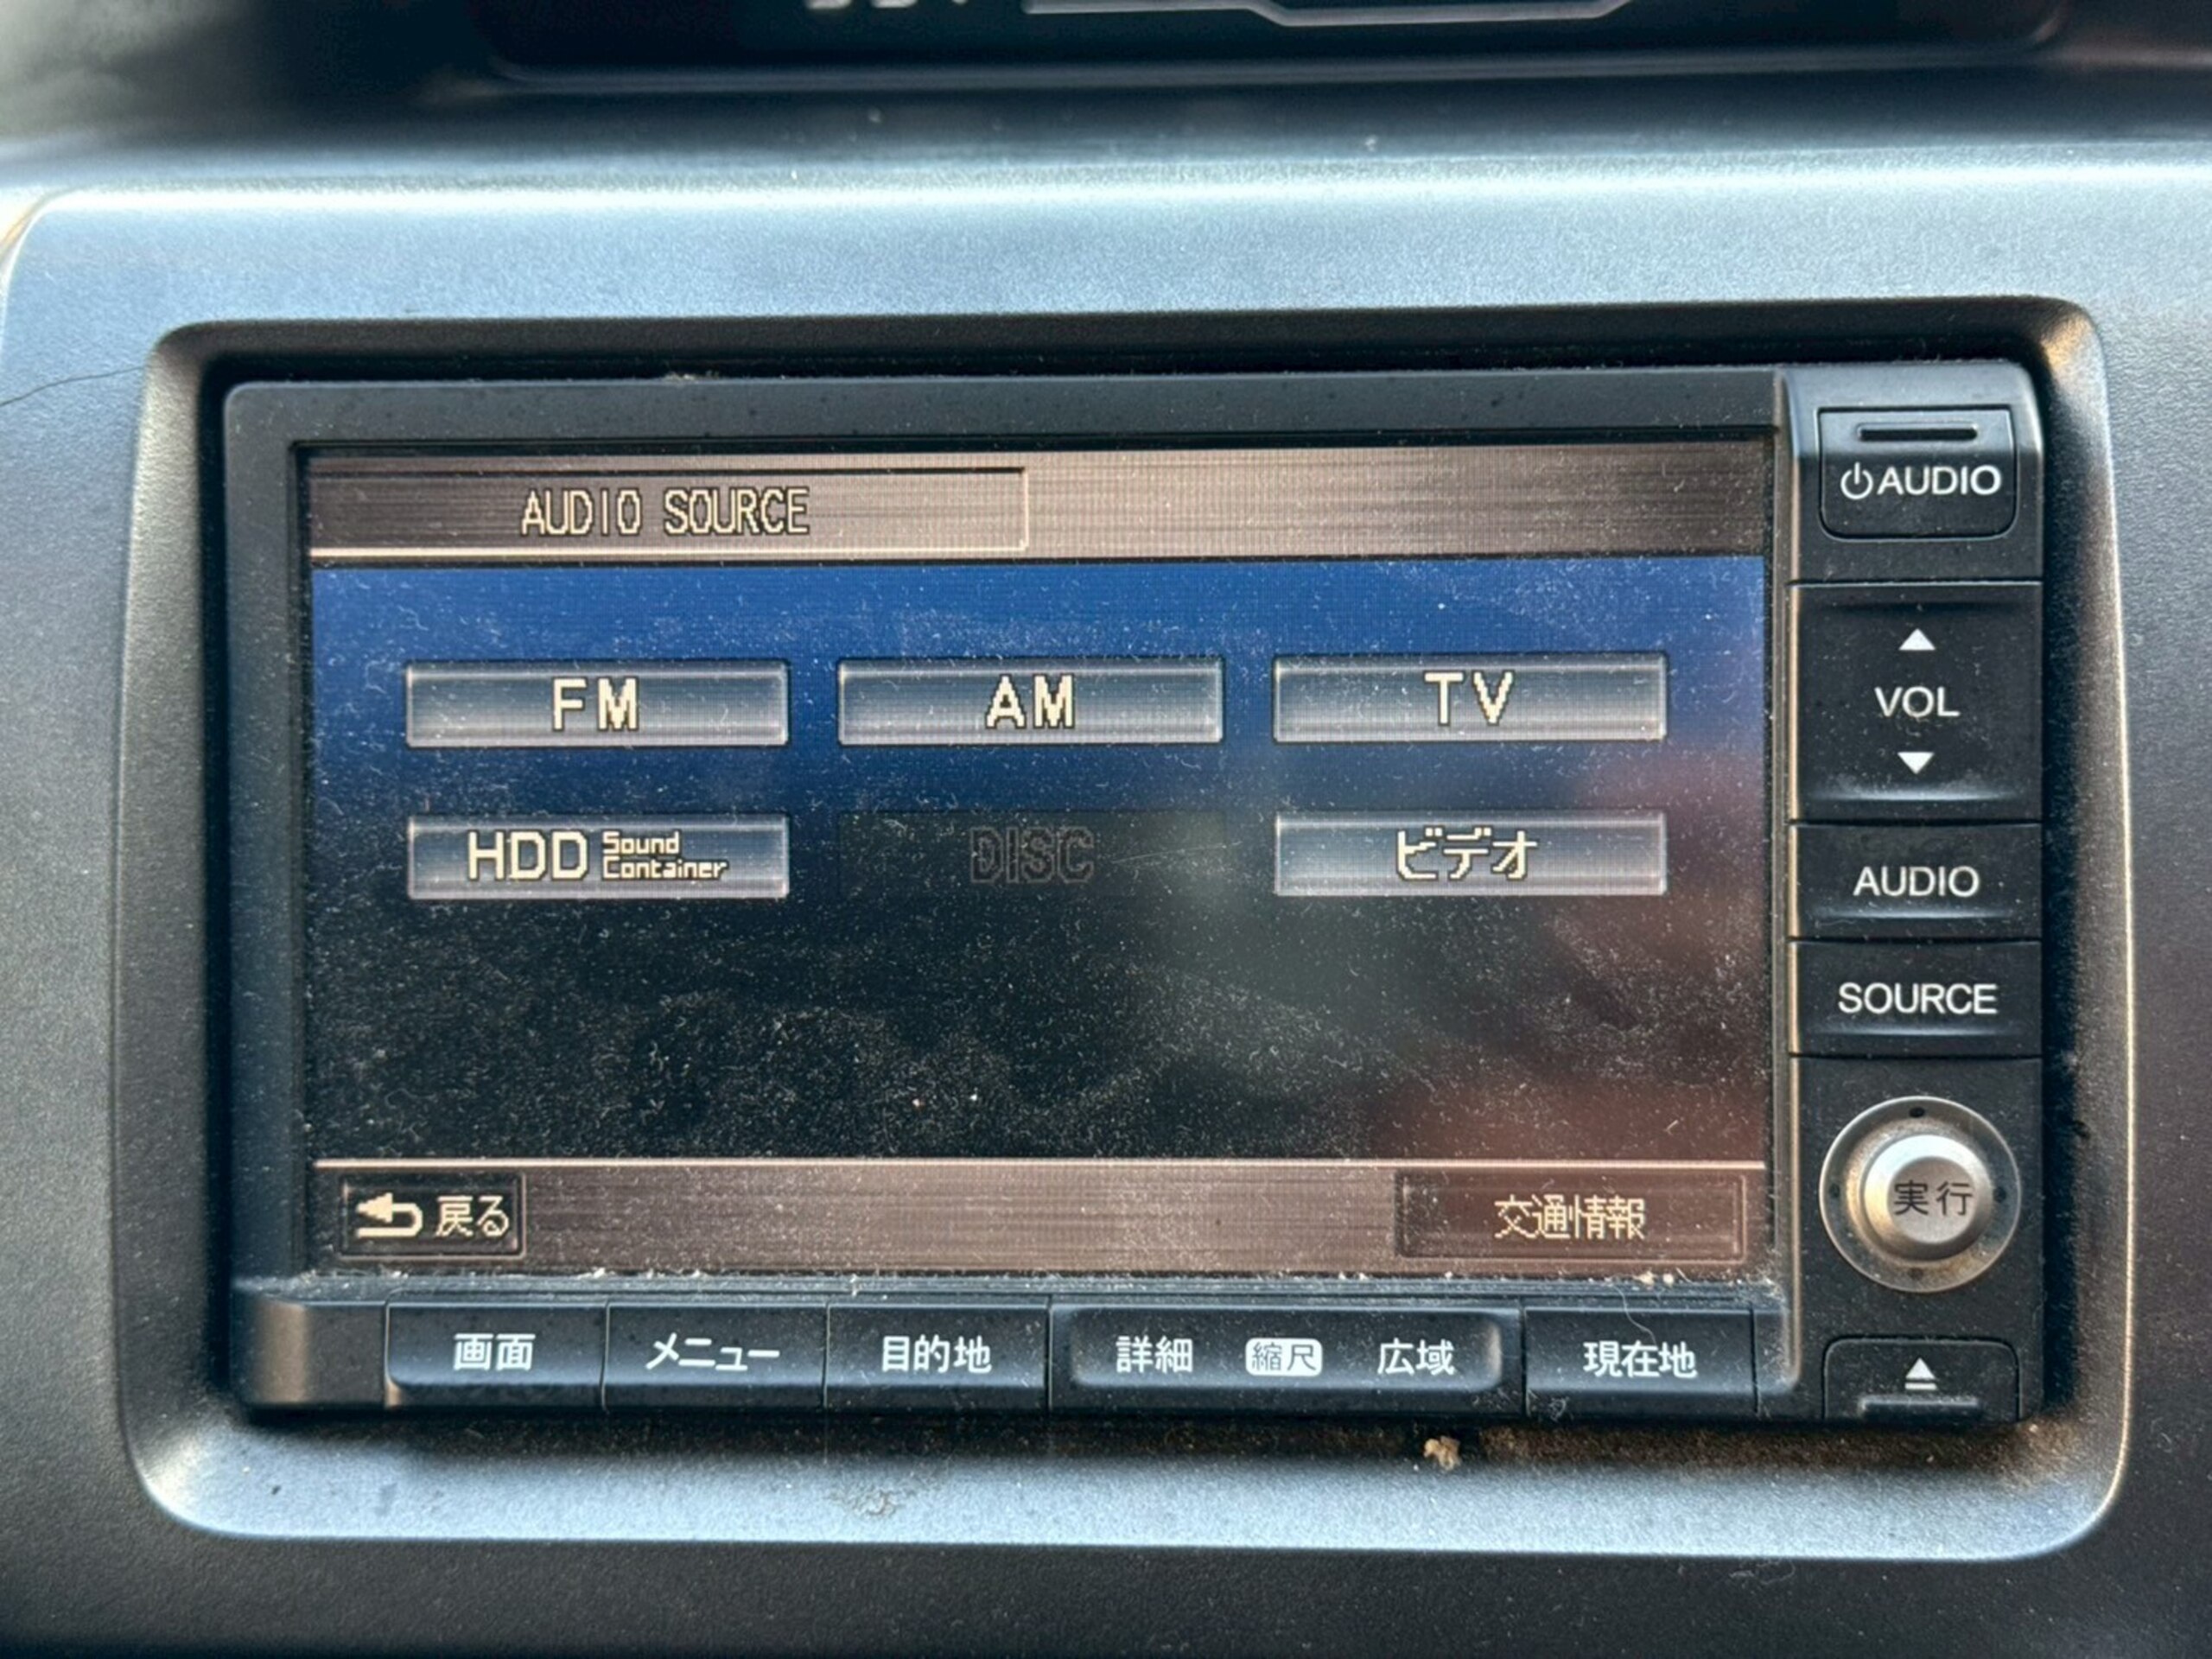 AUDIO SOURCE
FM
AM
TV
HDD Sound Container
DISC
ビデオ
戻る
交通情報
AUDIO
VOL
AUDIO
SOURCE
実行
画面
メニュー
目的地
詳細
縮尺
広域
現在地